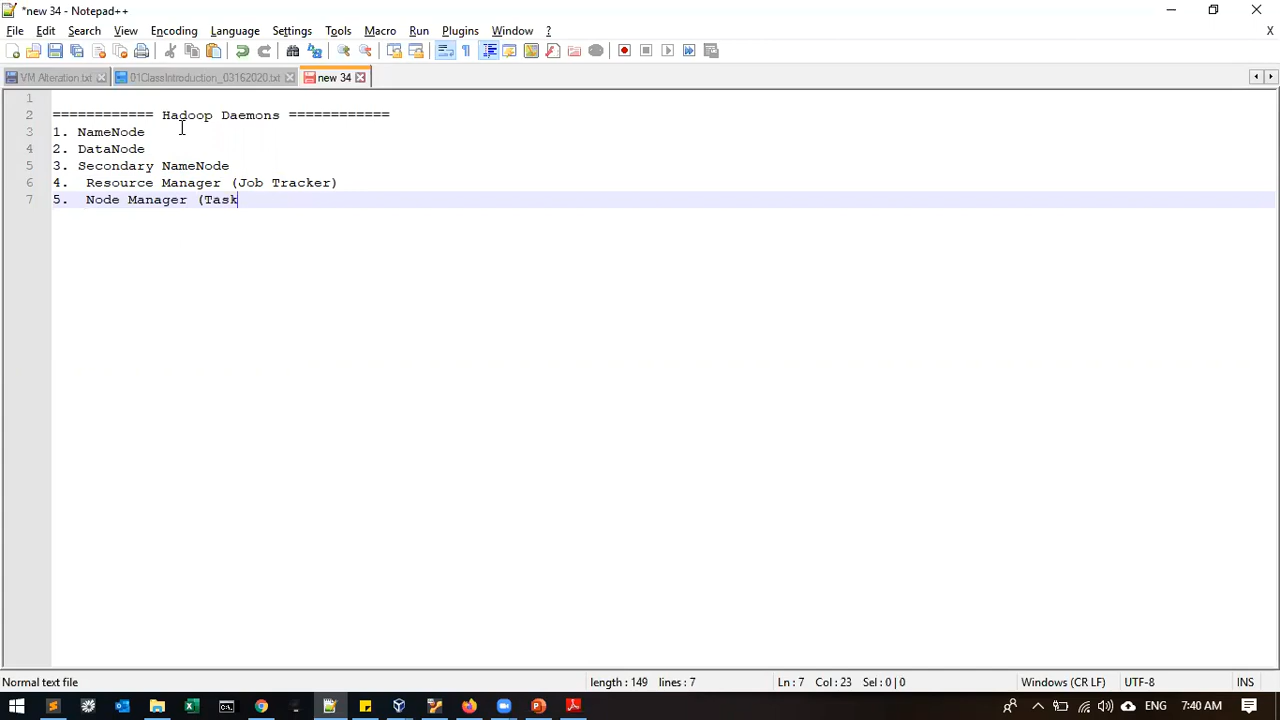 *new 34 - Notepad++
File Edit Search View Encoding Language Settings Tools Macro Run Plugins Window ? X
VM Alteration.txt 01ClassIntroduction_03162020.txt new 34
1
2 ============ Hadoop Daemons ============
3 1. NameNode
4 2. DataNode
5 3. Secondary NameNode
6 4. Resource Manager (Job Tracker)
7 5. Node Manager (Task
Normal text file length : 149 lines : 7 Ln : 7 Col : 23 Sel : 0 | 0 Windows (CR LF) UTF-8 INS
ENG 7:40 AM